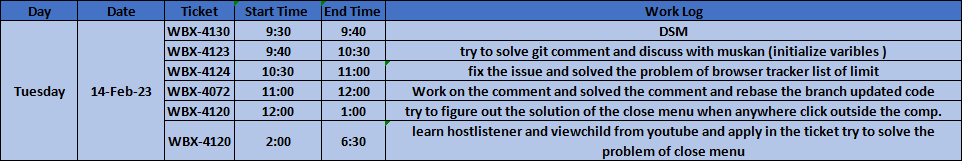 Day Date Ticket Start Time End Time Work Log
WBX-4130 9:30 9:40 DSM
WBX-4123 9:40 10:30 try to solve git comment and discuss with muskan (initialize varibles )
WBX-4124 10:30 11:00 fix the issue and solved the problem of browser tracker list of limit
Tuesday 14-Feb-23 WBX-4072 11:00 12:00 Work on the comment and solved the comment and rebase the branch updated code
WBX-4120 12:00 1:00 try to figure out the solution of the close menu when anywhere click outside the comp.
WBX-4120 2:00 6:30 learn hostlistener and viewchild from youtube and apply in the ticket try to solve the
problem of close menu